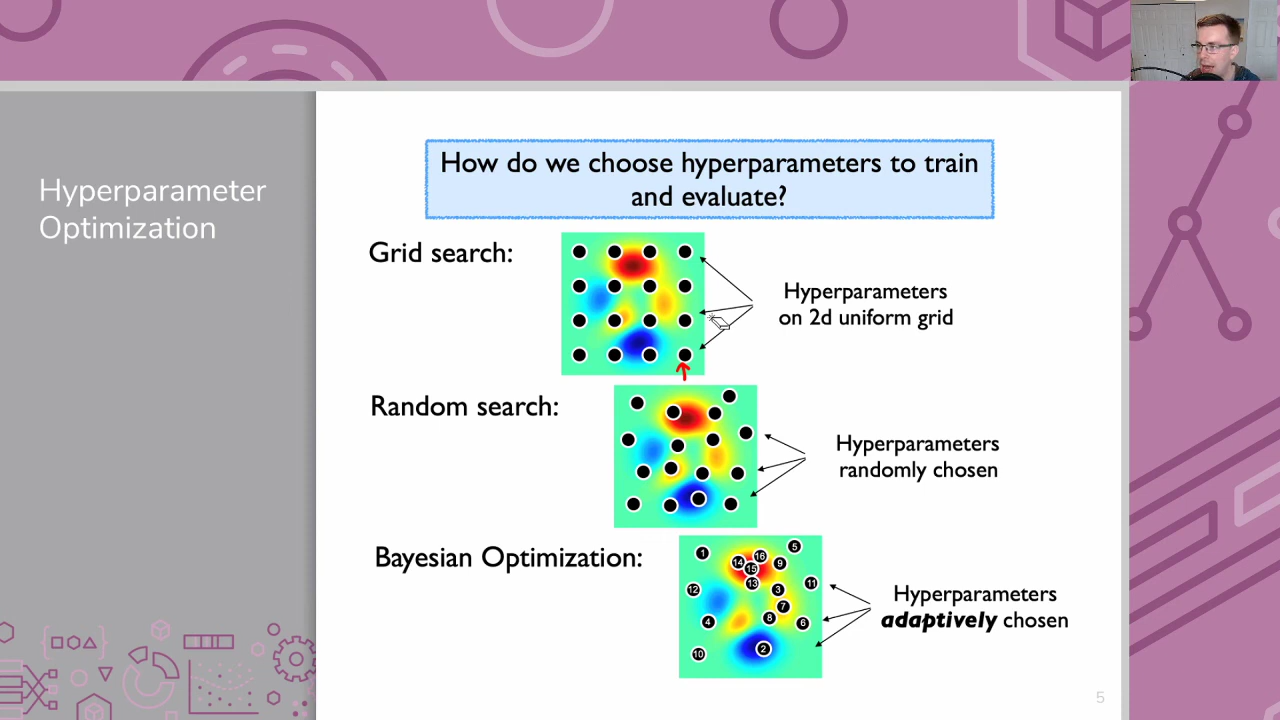 Hyperparameter
Optimization
How do we choose hyperparameters to train
and evaluate?
Grid search:
Hyperparameters
on 2d uniform grid
Random search:
Hyperparameters
randomly chosen
Bayesian Optimization:
1
5
16
14
9
15
13
11
12
3
7
8
4
6
2
10
Hyperparameters
adaptively chosen
5